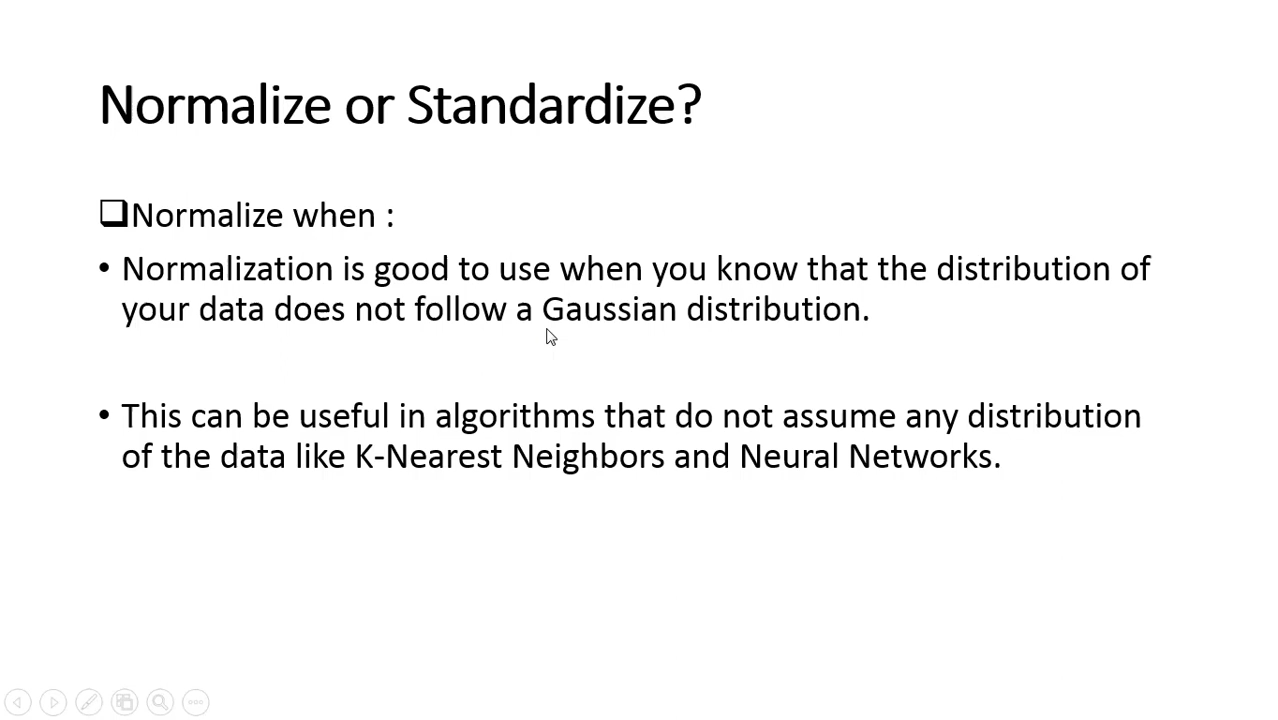 Normalize or Standardize?
❑Normalize when :
• Normalization is good to use when you know that the distribution of
your data does not follow a Gaussian distribution.
• This can be useful in algorithms that do not assume any distribution
of the data like K-Nearest Neighbors and Neural Networks.